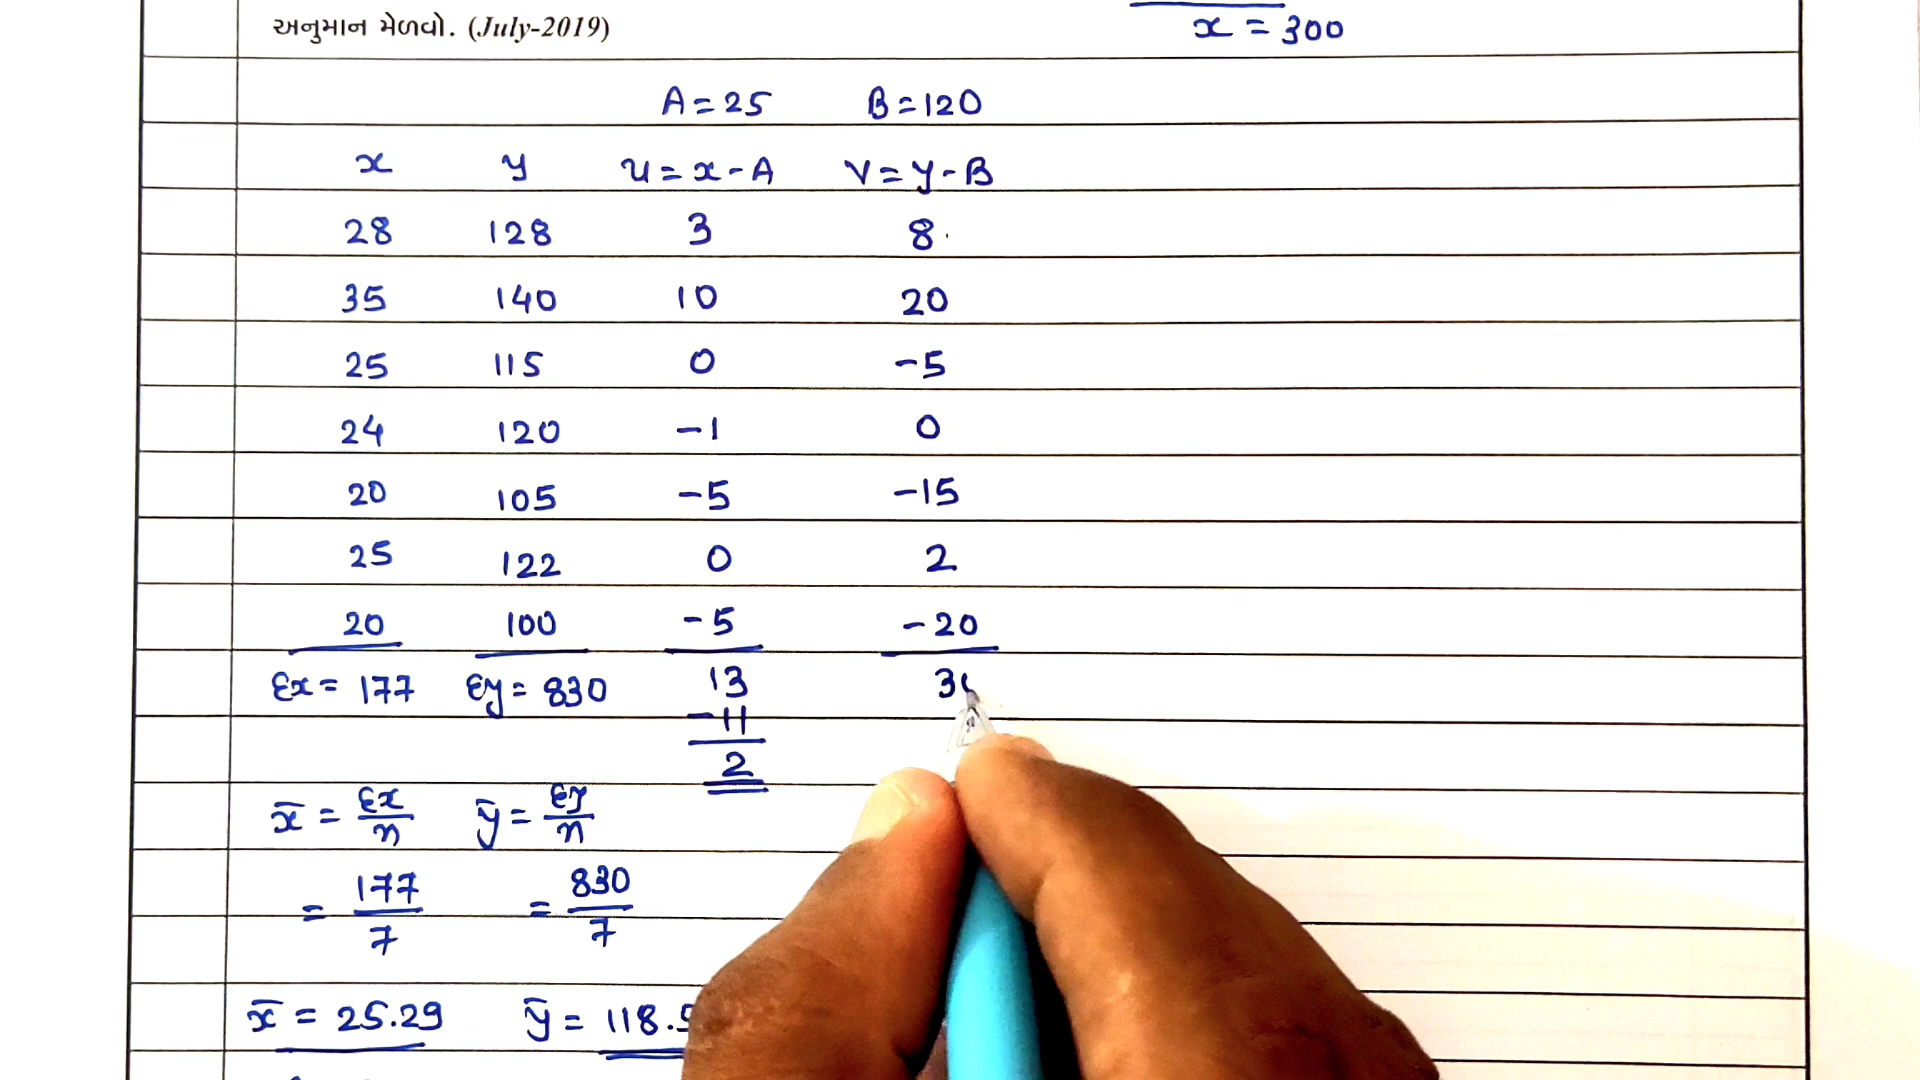 અનુમાન મેળવો. (July-2019)
x = 300
A = 25 B = 120
x y u = x - A v = y - B
28 128 3 8
35 140 10 20
25 115 0 -5
24 120 -1 0
20 105 -5 -15
25 122 0 2
20 100 -5 -20
Σx = 177 Σy = 830 13
-11
2
x̄ = Σx/n ȳ = Σy/n
= 177/7 = 830/7
x̄ = 25.29 ȳ = 118.5